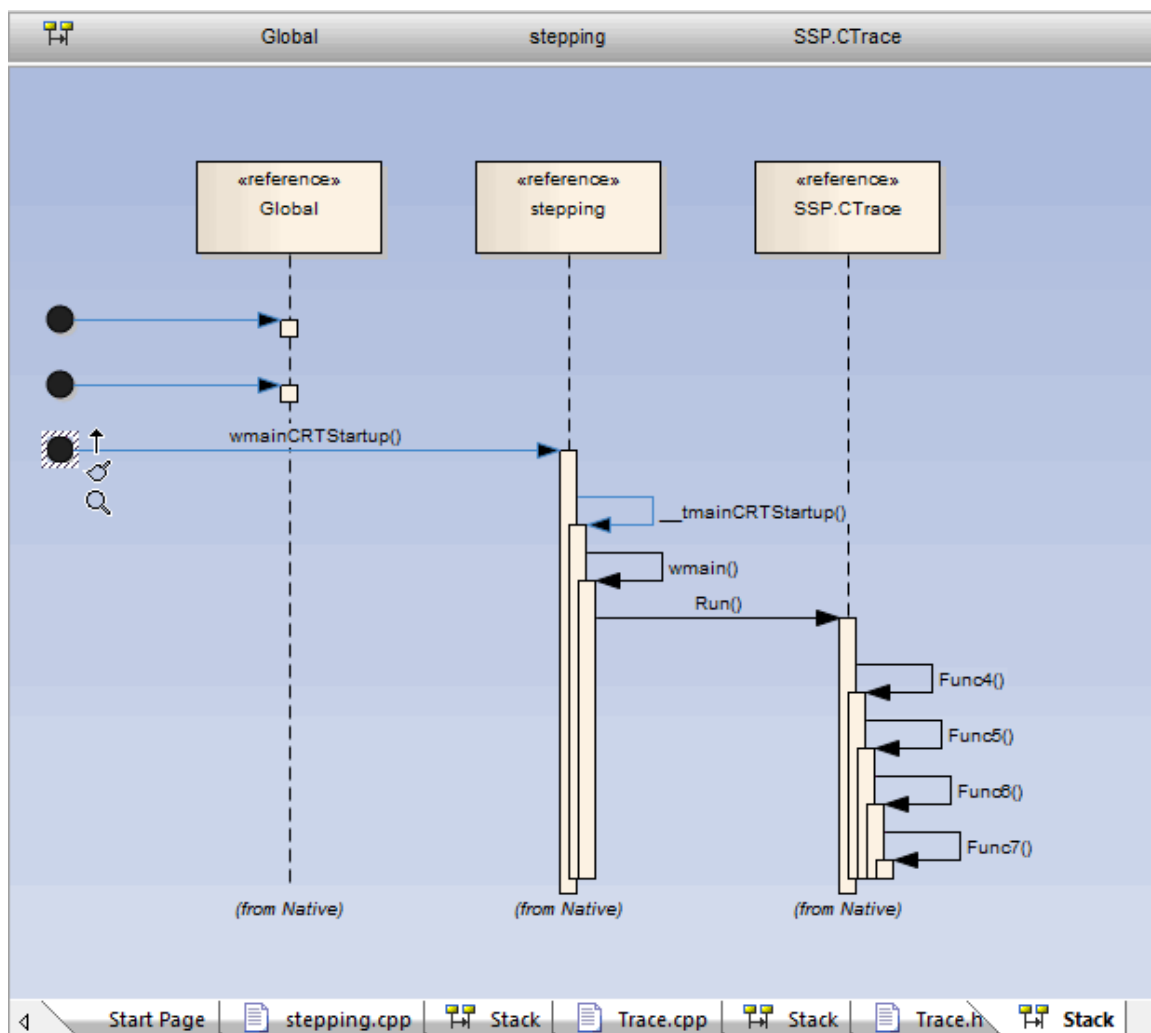 Global stepping SSP.CTrace
«reference» «reference» «reference»
Global stepping SSP.CTrace
wmainCRTStartup()
__tmainCRTStartup()
wmain()
Run()
Func4()
Func5()
Func6()
Func7()
(from Native) (from Native) (from Native)
Start Page stepping.cpp Stack Trace.cpp Stack Trace.h Stack